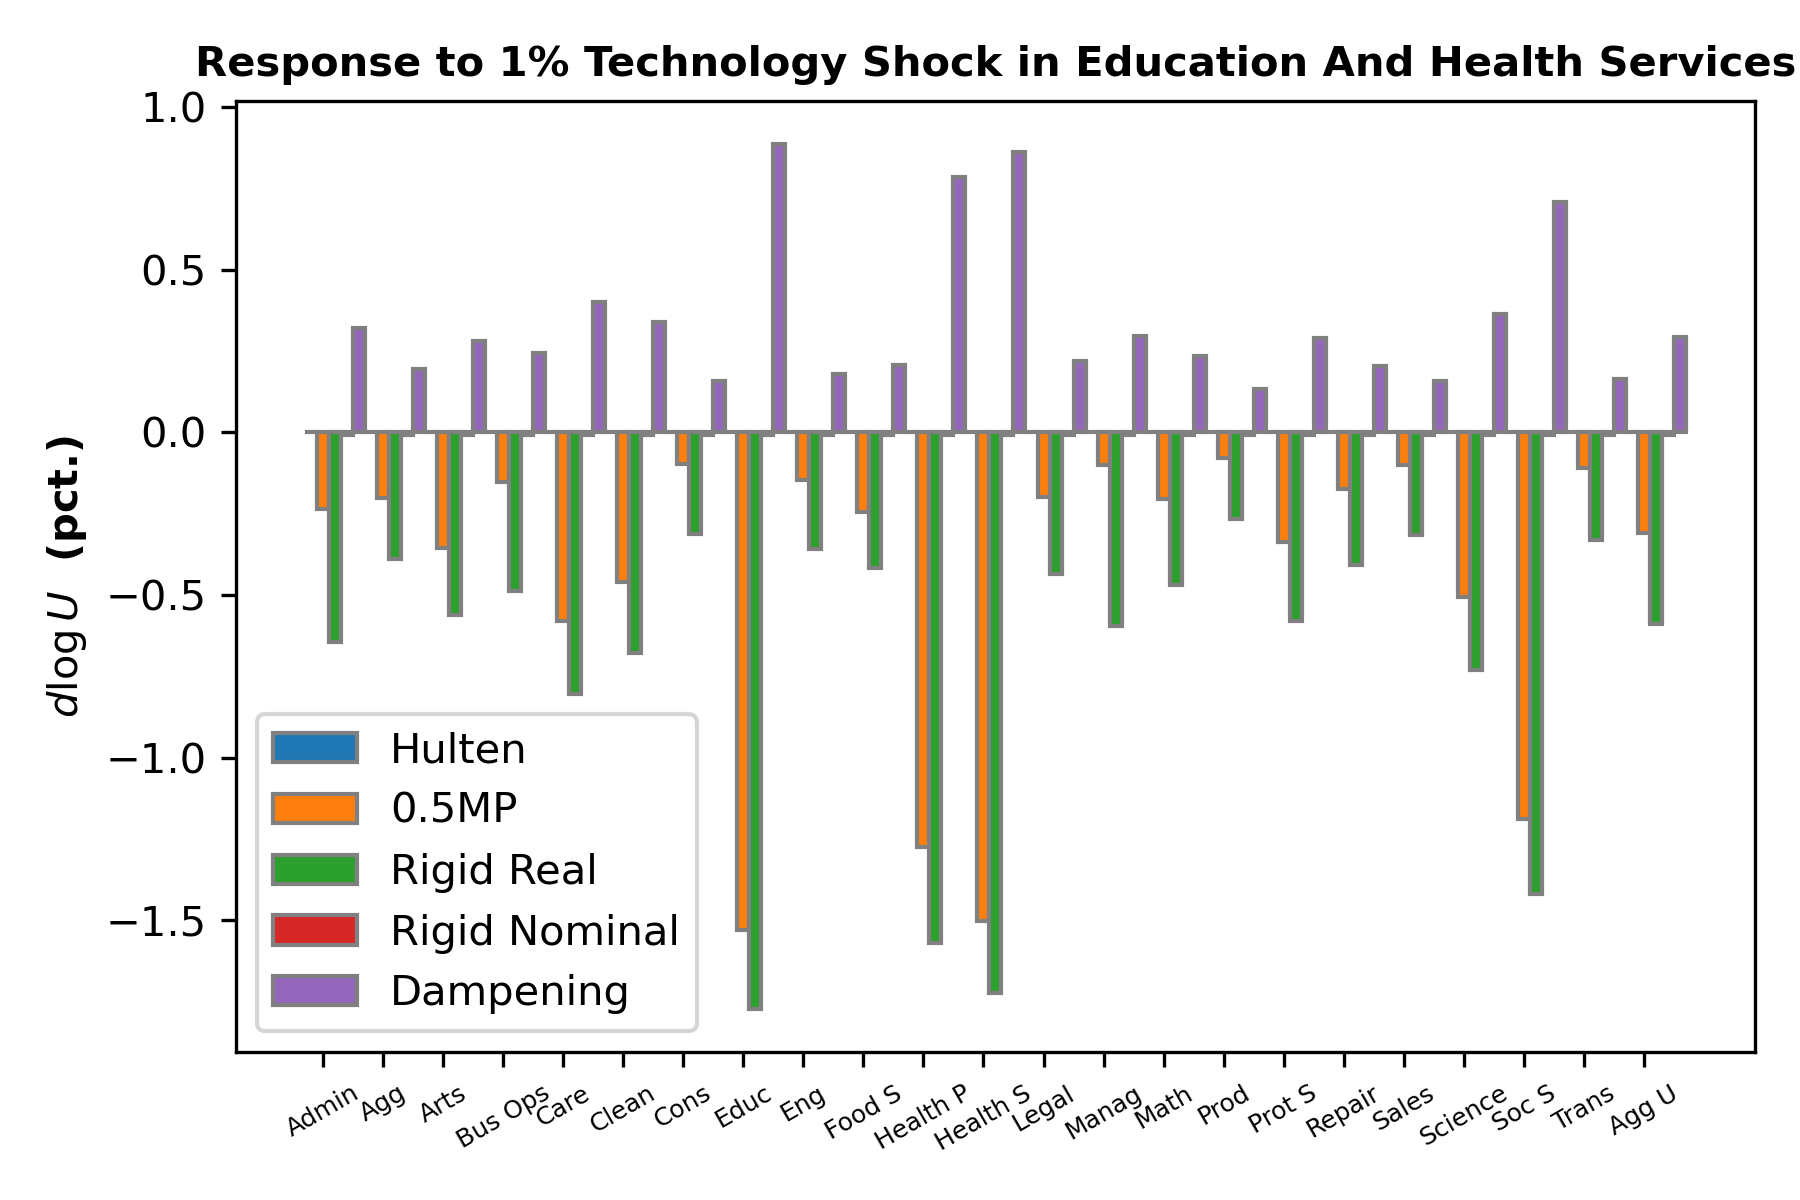 Response to 1% Technology Shock in Education And Health Services
dlog U (pct.)
1.0
0.5
0.0
−0.5
−1.0
−1.5
Hulten
0.5MP
Rigid Real
Rigid Nominal
Dampening
Admin Agg Arts Bus Ops Care Clean Cons Educ Eng Food S Health P Health S Legal Manag Math Prod Prot S Repair Sales Science Soc S Trans Agg U